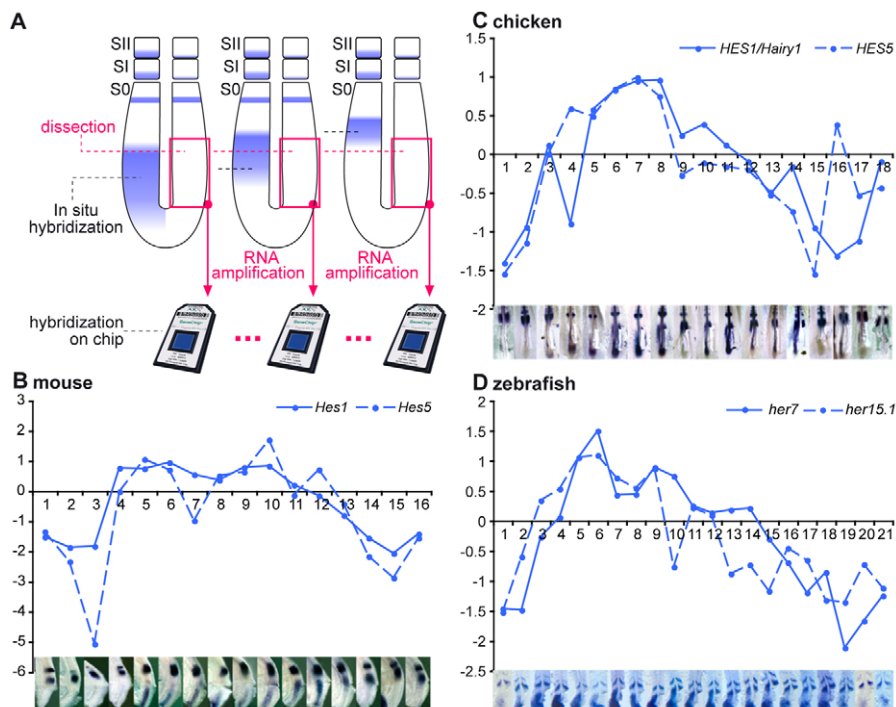 A
SII
SII
SII
SI
SI
SI
S0
S0
S0
dissection
In situ
hybridization
RNA
amplification
RNA
amplification
hybridization
on chip
B mouse
Hes1
Hes5
3
2
1
0
-1
-2
-3
-4
-5
-6
1 2 3 4 5 6 7 8 9 10 11 12 13 14 15 16
C chicken
HES1/Hairy1
HES5
1.5
1
0.5
0
-0.5
-1
-1.5
-2
1 2 3 4 5 6 7 8 9 10 11 12 13 14 15 16 17 18
D zebrafish
her7
her15.1
2
1.5
1
0.5
0
-0.5
-1
-1.5
-2
-2.5
1 2 3 4 5 6 7 8 9 10 11 12 13 14 15 16 17 18 19 20 21